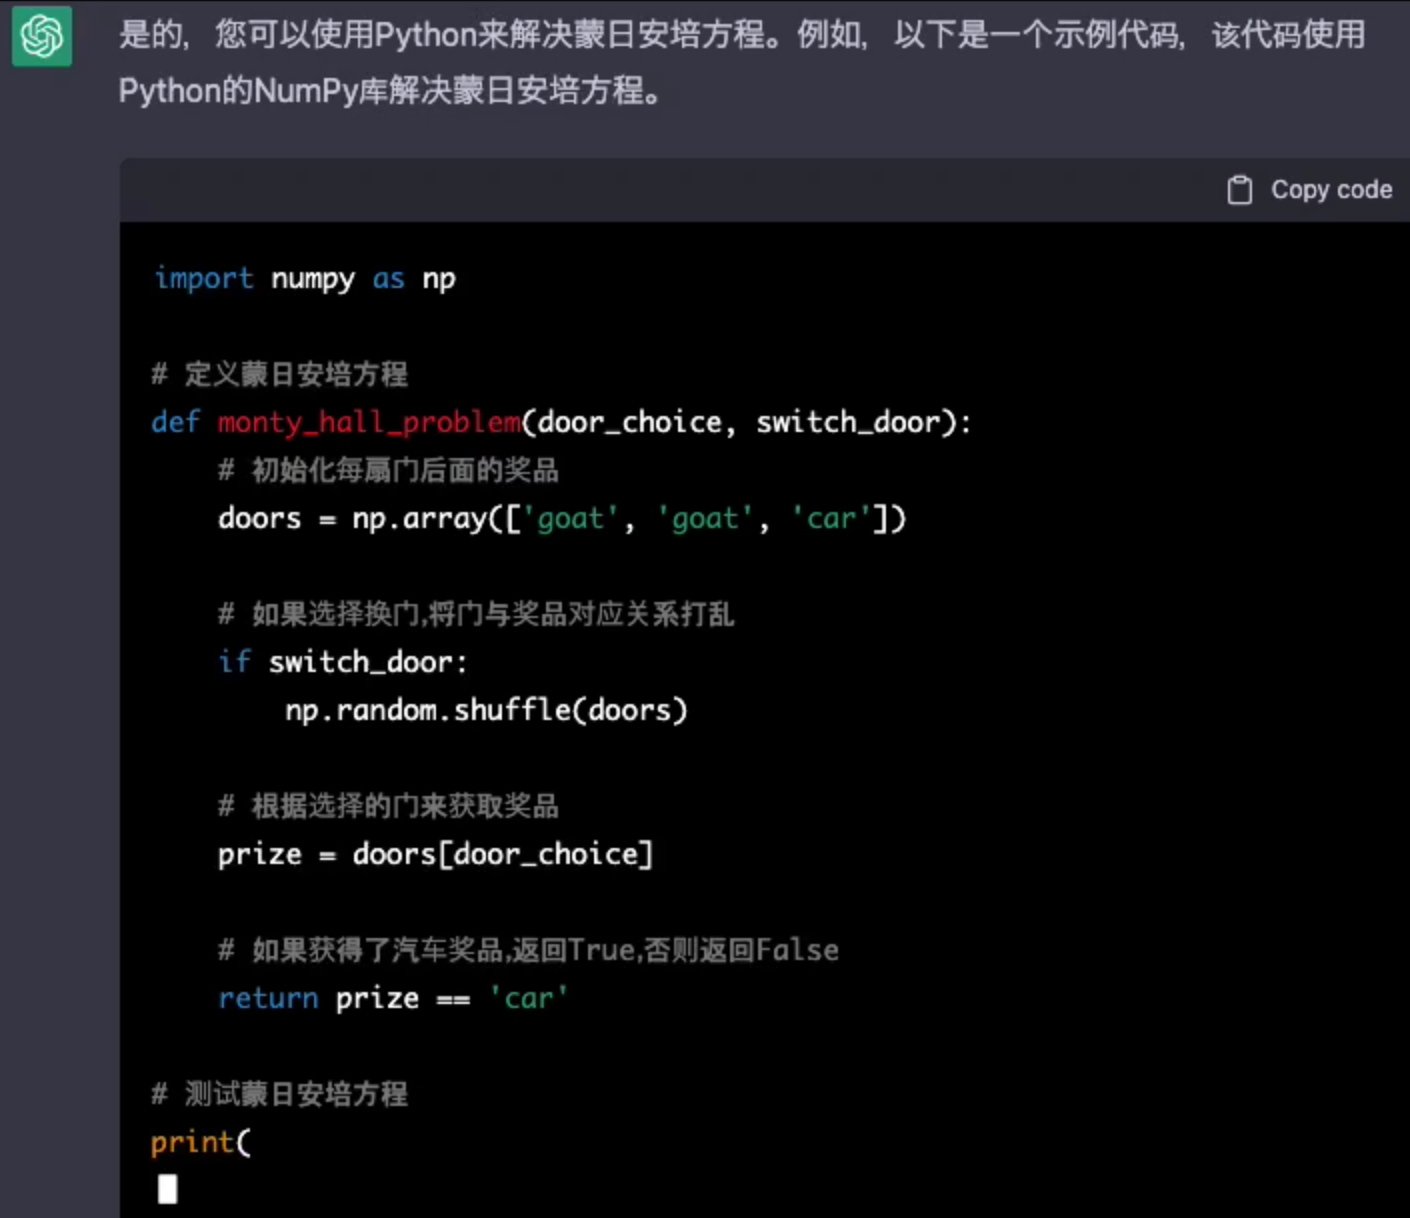 是的，您可以使用Python来解决蒙日安培方程。例如，以下是一个示例代码，该代码使用
Python的NumPy库解决蒙日安培方程。
Copy code
import numpy as np
# 定义蒙日安培方程
def monty_hall_problem(door_choice, switch_door):
# 初始化每扇门后面的奖品
doors = np.array(['goat', 'goat', 'car'])
# 如果选择换门,将门与奖品对应关系打乱
if switch_door:
np.random.shuffle(doors)
# 根据选择的门来获取奖品
prize = doors[door_choice]
# 如果获得了汽车奖品,返回True,否则返回False
return prize == 'car'
# 测试蒙日安培方程
print(